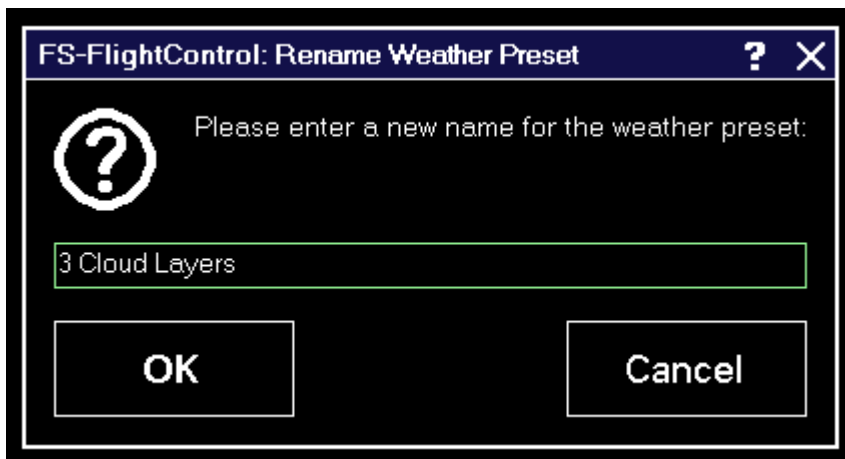 FS-FlightControl: Rename Weather Preset ? X
? Please enter a new name for the weather preset:
3 Cloud Layers
OK Cancel